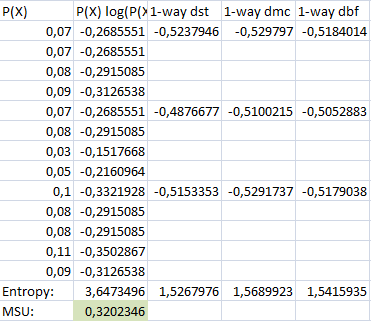 P(X) P(X) log(P(X 1-way dst 1-way dmc 1-way dbf
0,07 -0,2685551 -0,5237946 -0,529797 -0,5184014
0,07 -0,2685551
0,08 -0,2915085
0,09 -0,3126538
0,07 -0,2685551 -0,4876677 -0,5100215 -0,5052883
0,08 -0,2915085
0,03 -0,1517668
0,05 -0,2160964
0,1 -0,3321928 -0,5153353 -0,5291737 -0,5179038
0,08 -0,2915085
0,08 -0,2915085
0,11 -0,3502867
0,09 -0,3126538
Entropy: 3,6473496 1,5267976 1,5689923 1,5415935
MSU: 0,3202346